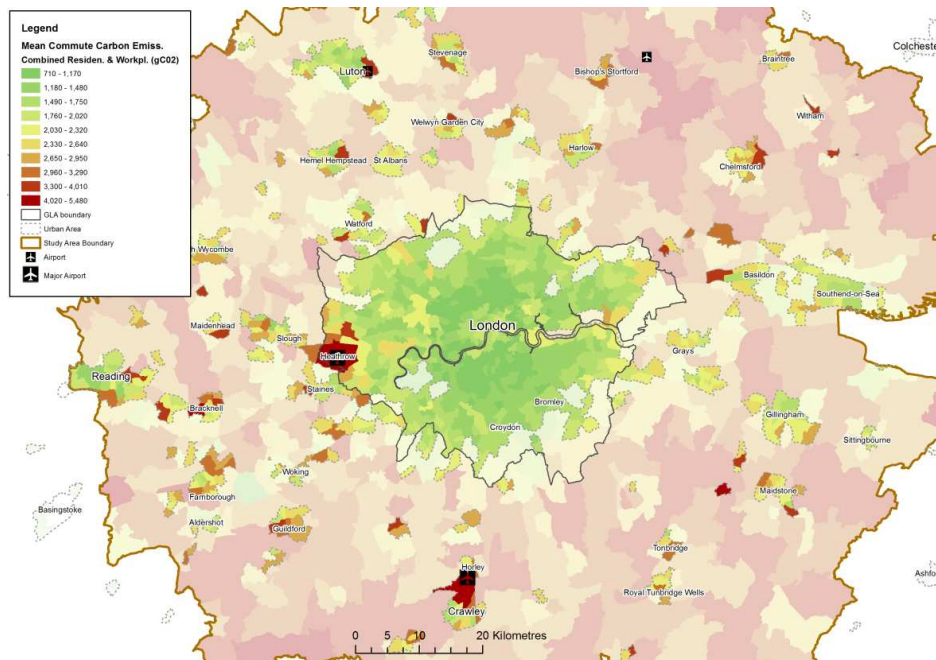 Legend
Mean Commute Carbon Emiss.
Combined Residen. & Workpl. (gC02)
710 - 1,170
1,180 - 1,480
1,490 - 1,750
1,760 - 2,020
2,030 - 2,320
2,330 - 2,640
2,650 - 2,950
2,960 - 3,290
3,300 - 4,010
4,020 - 5,480
GLA boundary
Urban Area
Study Area Boundary
Airport
Major Airport
Colchester
Stevenage
Braintree
Luton
Bishop's Stortford
Witham
Welwyn Garden City
Harlow
Hemel Hempstead
St Albans
Chelmsford
Watford
h Wycombe
Basildon
Southend-on-Sea
Maidenhead
London
Slough
Grays
Heathrow
Reading
Staines
Bracknell
Bromley
Gillingham
Croydon
Sittingbourne
Woking
Maidstone
Farnborough
Basingstoke
Aldershot
Guildford
Tonbridge
Horley
Ashfo
Royal Tunbridge Wells
Crawley
0 5 10 20 Kilometres